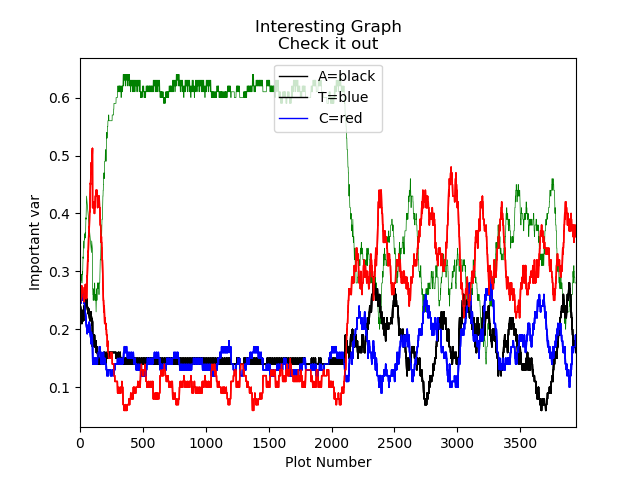 Interesting Graph
Check it out
A=black
T=blue
C=red
0.6
0.5
0.4
0.3
0.2
0.1
Important var
0 500 1000 1500 2000 2500 3000 3500
Plot Number